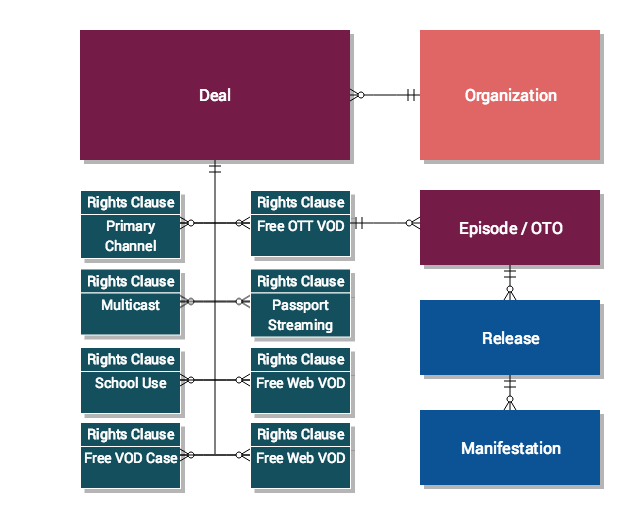 Deal
Organization
Rights Clause
Primary
Channel
Rights Clause
Free OTT VOD
Episode / OTO
Rights Clause
Multicast
Rights Clause
Passport
Streaming
Release
Rights Clause
School Use
Rights Clause
Free Web VOD
Rights Clause
Free VOD Case
Rights Clause
Free Web VOD
Manifestation